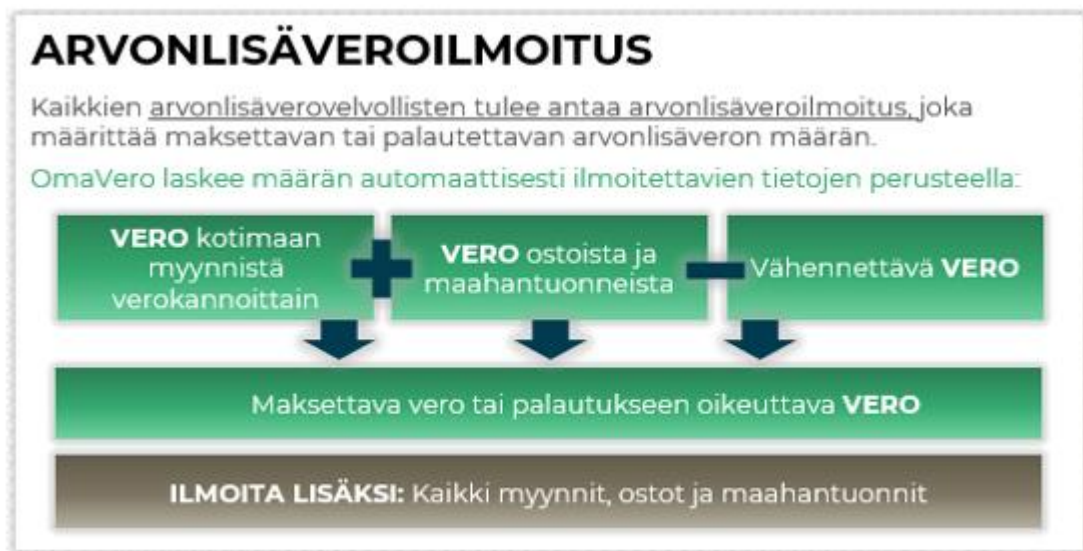 ARVONLISÄVEROILMOITUS
Kaikkien arvonlisäverovelvollisten tulee antaa arvonlisäveroilmoitus, joka
määrittää maksettavan tai palautettavan arvonlisäveron määrän.
OmaVero laskee määrän automaattisesti ilmoitettavien tietojen perusteella:
VERO kotimaan
myynnistä
verokannoittain
VERO ostoista ja
maahantuonneista
Vähennettävä VERO
Maksettava vero tai palautukseen oikeuttava VERO
ILMOITA LISÄKSI: Kaikki myynnit, ostot ja maahantuonnit